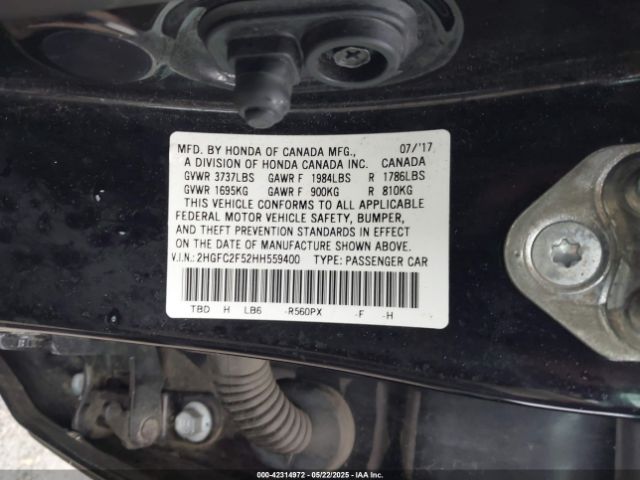 MFD. BY HONDA OF CANADA MFG., 07/'17
A DIVISION OF HONDA CANADA INC. CANADA
GVWR 3737LBS GAWR F 1984LBS R 1786LBS
GVWR 1695KG GAWR F 900KG R 810KG
THIS VEHICLE CONFORMS TO ALL APPLICABLE
FEDERAL MOTOR VEHICLE SAFETY, BUMPER,
AND THEFT PREVENTION STANDARDS IN EFFECT
ON THE DATE OF MANUFACTURE SHOWN ABOVE.
V.I.N.: 2HGFC2F52HH559400 TYPE: PASSENGER CAR
TBD H LB6 -R560PX -F -H
000-42314972 05/22/2025 IAAI.COM